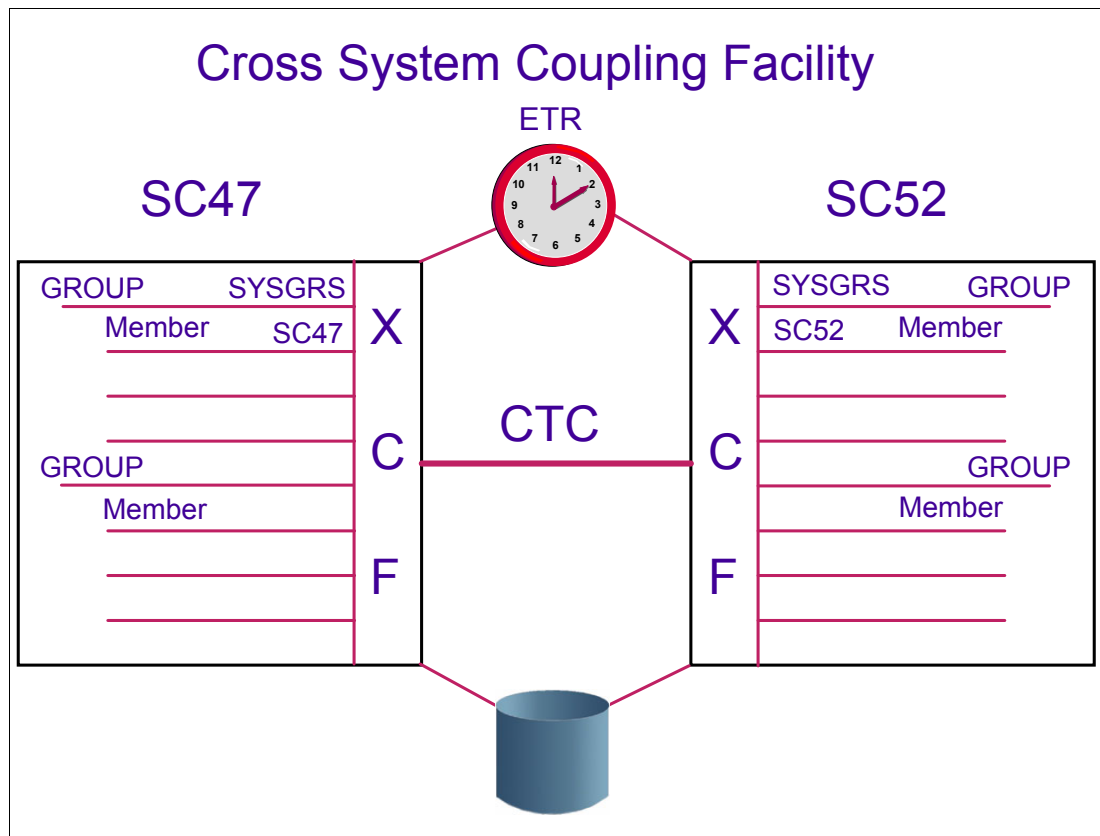 Cross System Coupling Facility
ETR
12
1
2
3
4
5
6
7
8
9
10
11
SC47
SC52
GROUP SYSGRS
Member SC47
X
C
F
GROUP
Member
CTC
SYSGRS GROUP
SC52 Member
X
C
F
GROUP
Member